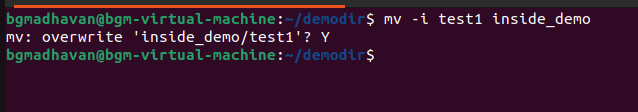 bgmadhavan@bgm-virtual-machine:~/demodir$ mv -i test1 inside_demo
mv: overwrite 'inside_demo/test1'? Y
bgmadhavan@bgm-virtual-machine:~/demodir$